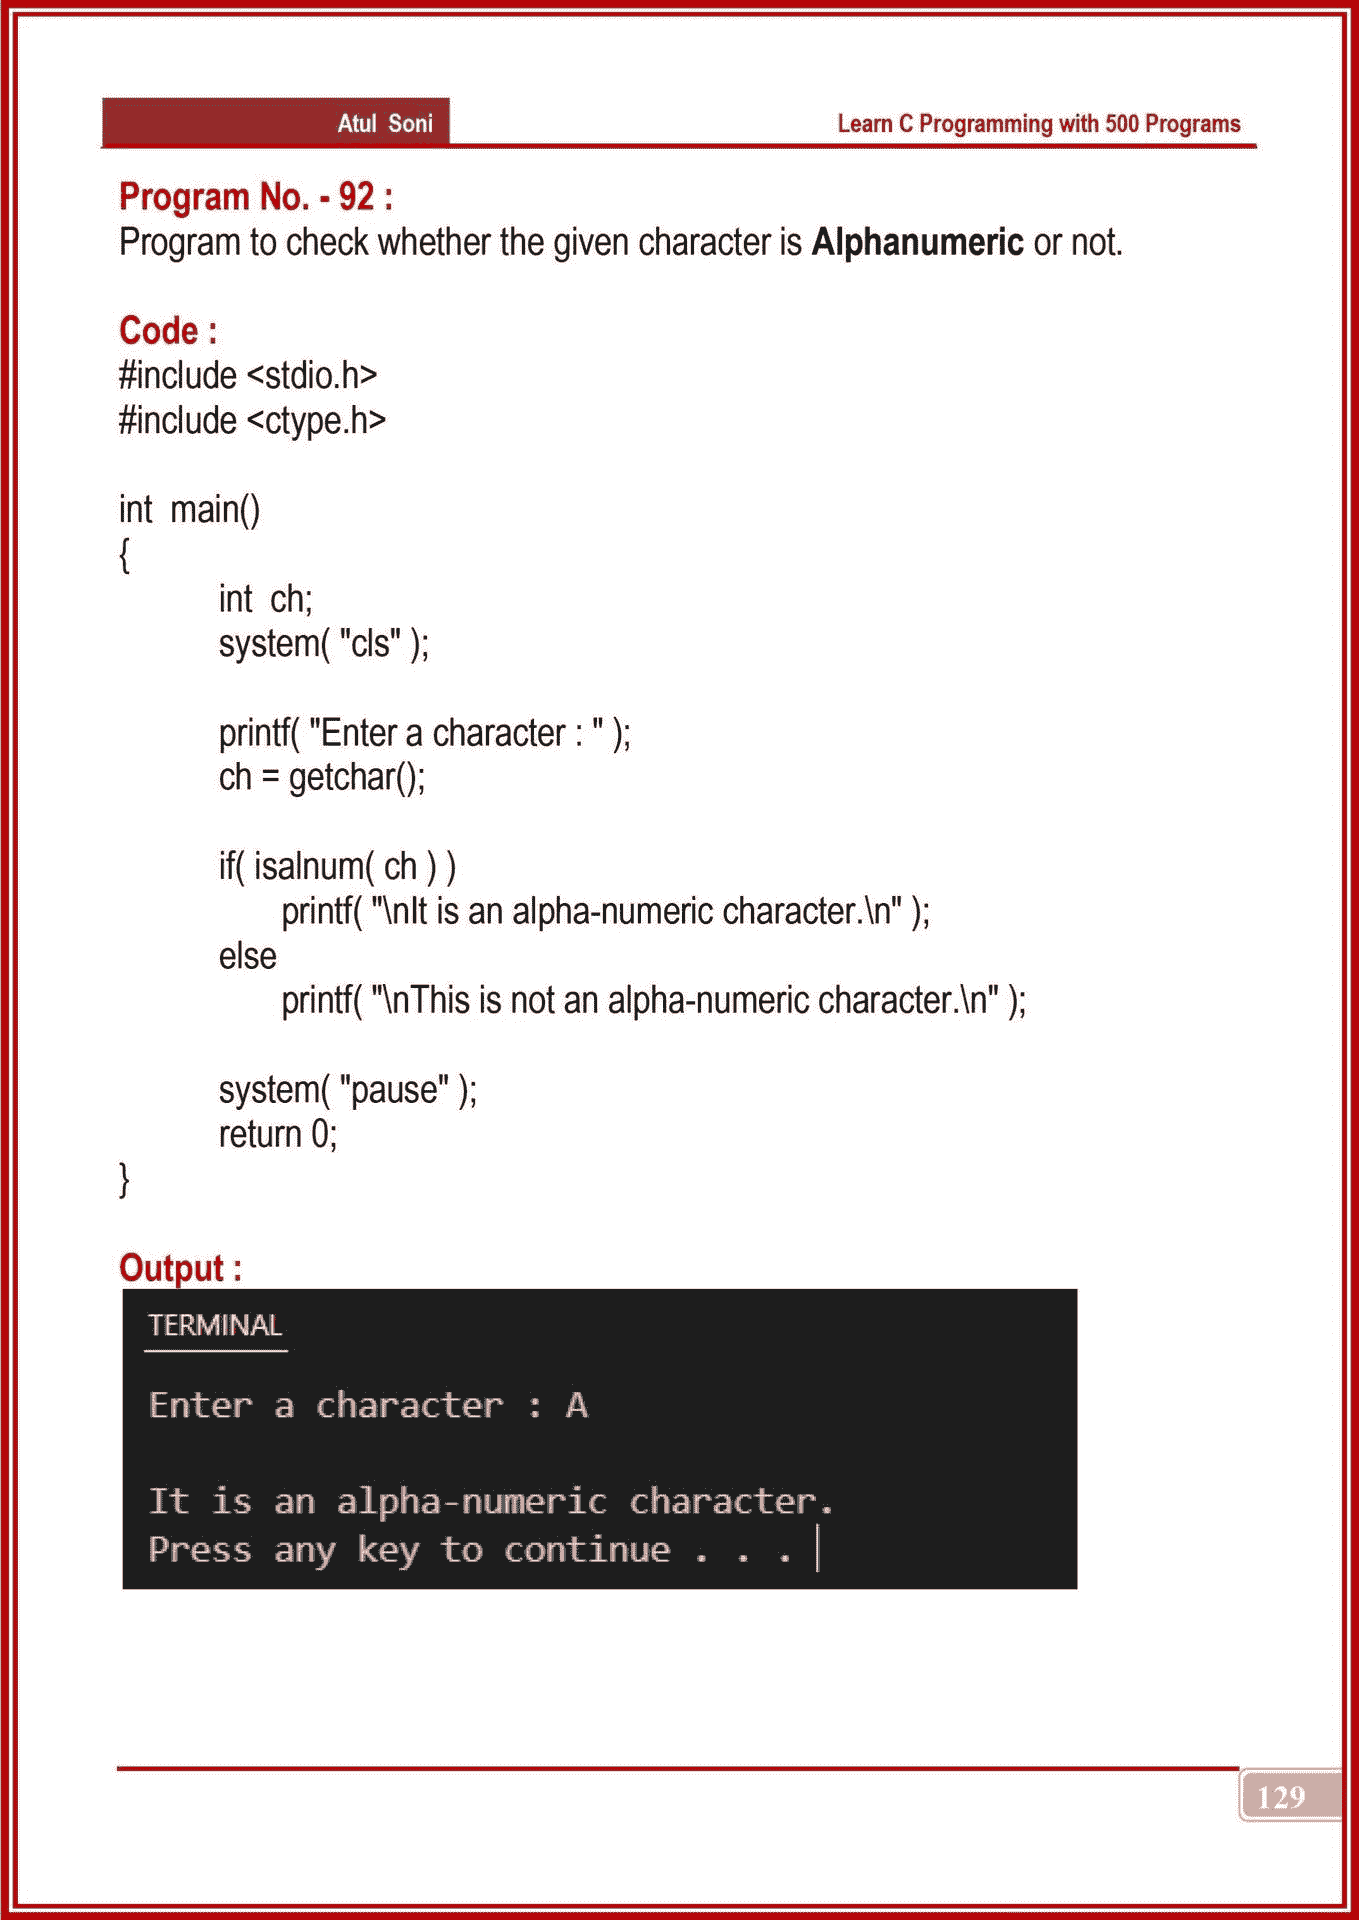 Atul  Soni
Learn C Programming with 500 Programs
Program No. - 92 :
Program to check whether the given character is Alphanumeric or not.
Code :
#include <stdio.h>
#include <ctype.h>
int  main()
{
int  ch;
system( "cls" );
printf( "Enter a character : " );
ch = getchar();
if( isalnum( ch ) )
printf( "\nIt is an alpha-numeric character.\n" );
else
printf( "\nThis is not an alpha-numeric character.\n" );
system( "pause" );
return 0;
}
Output :
TERMINAL
Enter a character : A
It is an alpha-numeric character.
Press any key to continue . . .
129